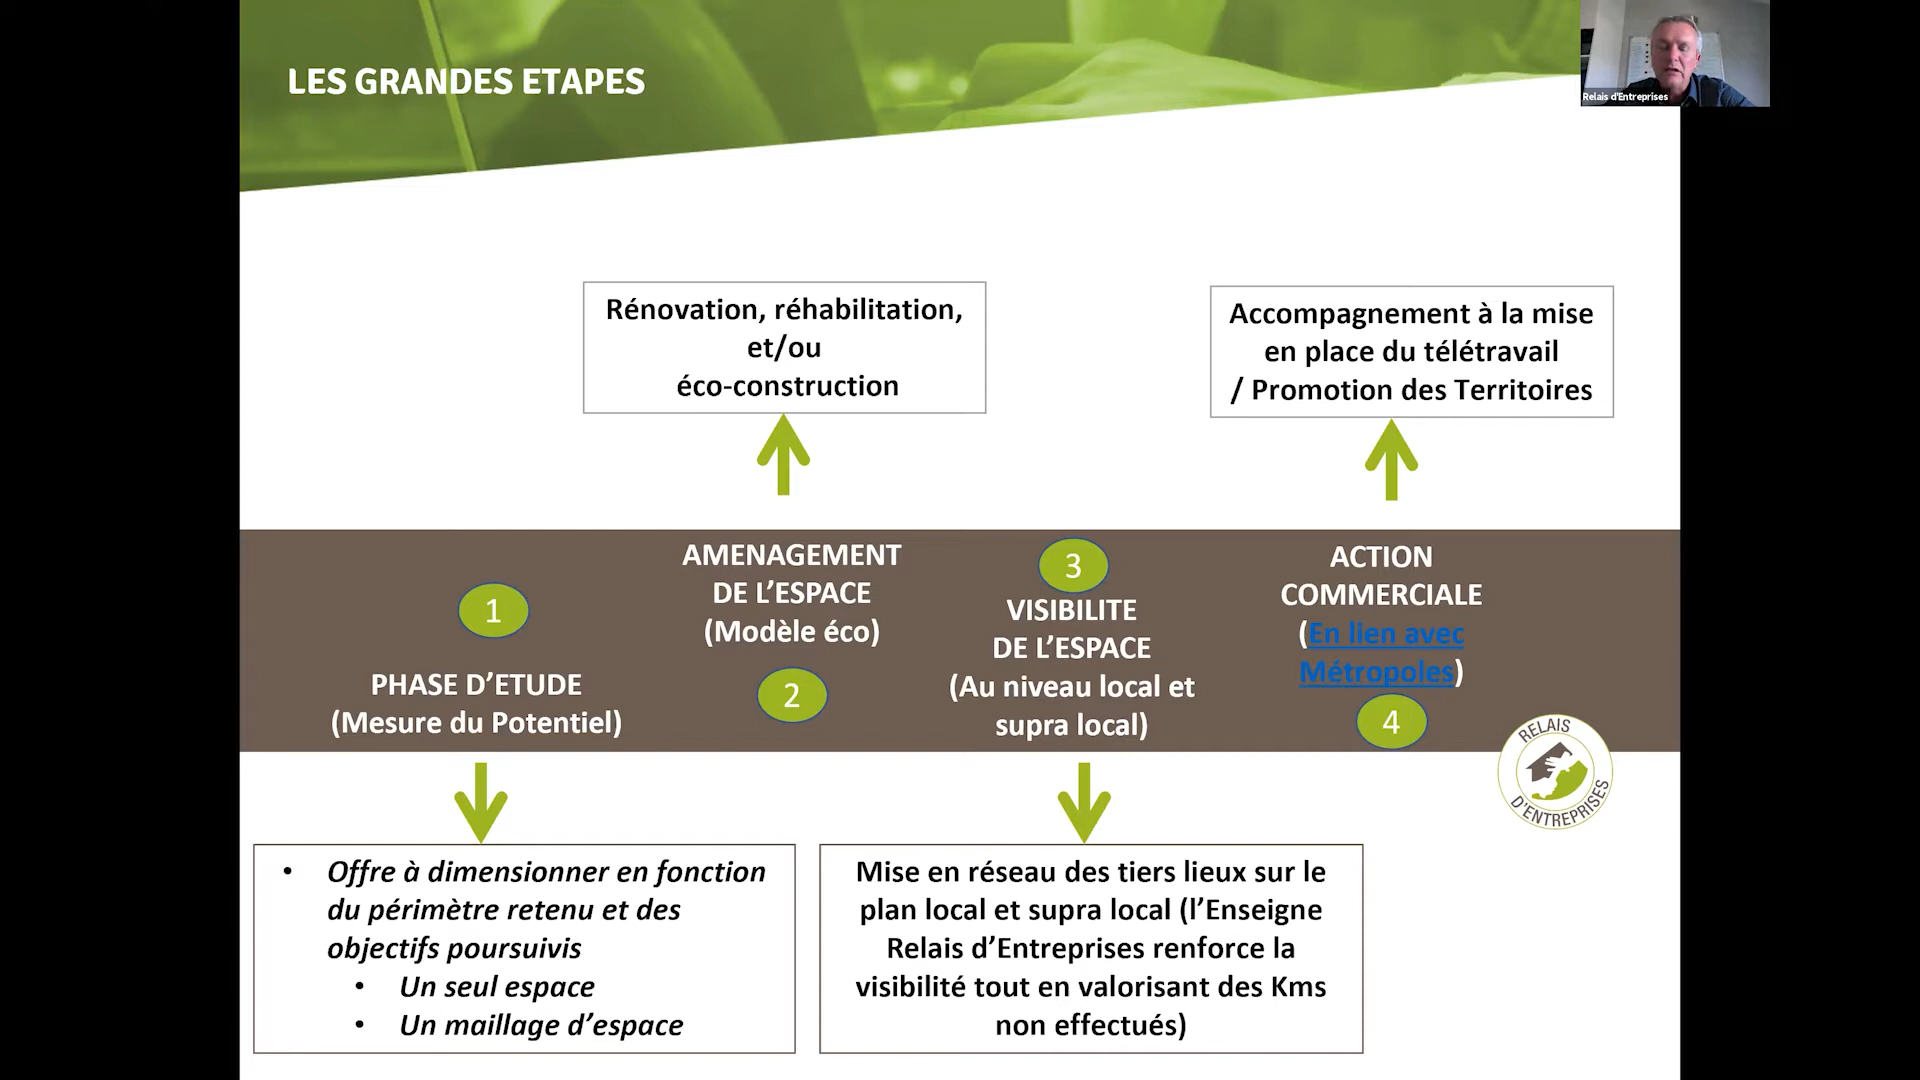 LES GRANDES ETAPES
Relais d'Entreprises
Rénovation, réhabilitation,
et/ou
éco-construction
Accompagnement à la mise
en place du télétravail
/ Promotion des Territoires
1
PHASE D’ETUDE
(Mesure du Potentiel)
AMENAGEMENT
DE L’ESPACE
(Modèle éco)
2
3
VISIBILITE
DE L’ESPACE
(Au niveau local et
supra local)
ACTION
COMMERCIALE
(En lien avec
Métropoles)
4
RELAIS
D'ENTREPRISES
• Offre à dimensionner en fonction
du périmètre retenu et des
objectifs poursuivis
• Un seul espace
• Un maillage d’espace
Mise en réseau des tiers lieux sur le
plan local et supra local (l’Enseigne
Relais d’Entreprises renforce la
visibilité tout en valorisant des Kms
non effectués)